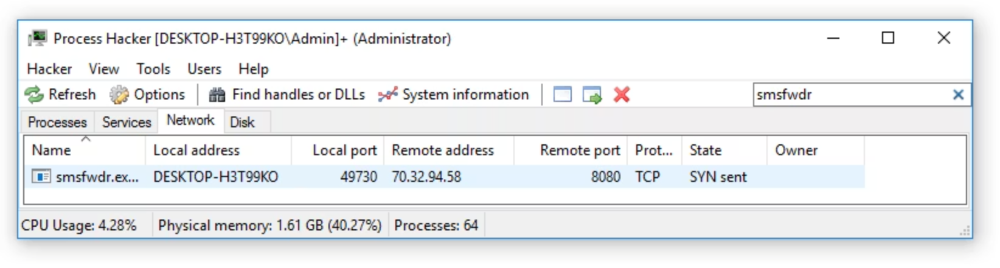 Process Hacker [DESKTOP-H3T99KO\Admin]+ (Administrator)
Hacker View Tools Users Help
Refresh Options Find handles or DLLs System information smsfwdr
Processes Services Network Disk
Name Local address Local port Remote address Remote port Prot... State Owner
smsfwdr.ex... DESKTOP-H3T99KO 49730 70.32.94.58 8080 TCP SYN sent
CPU Usage: 4.28% Physical memory: 1.61 GB (40.27%) Processes: 64